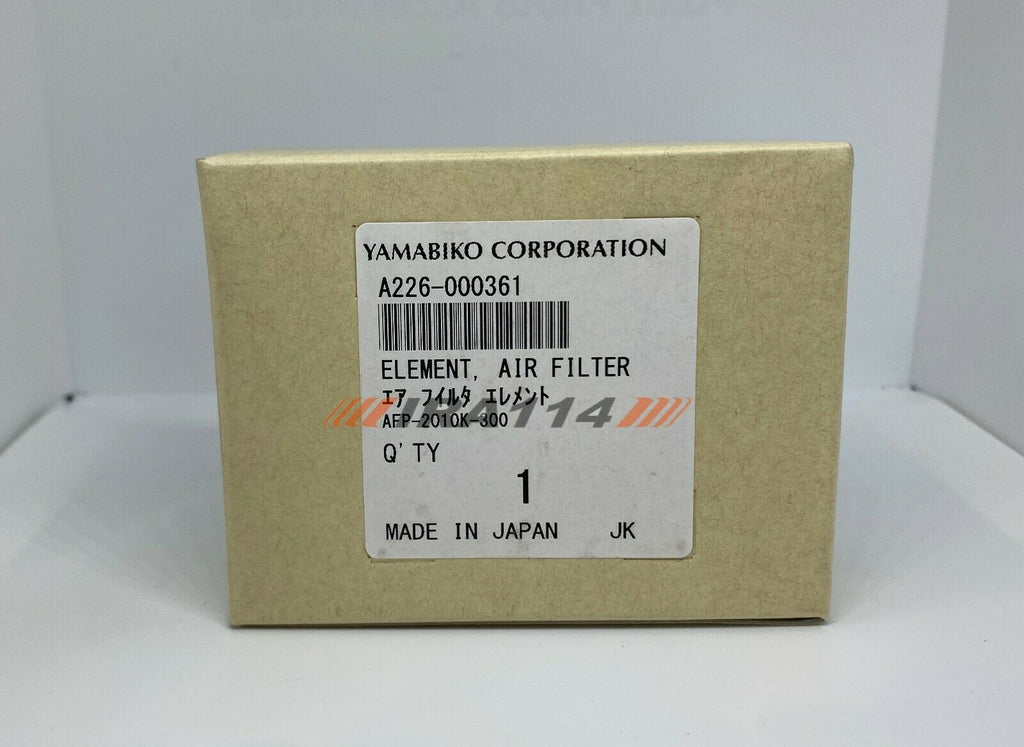 YAMABIKO CORPORATION
A226-000361
ELEMENT, AIR FILTER
エア フイルタ エレメント
AFP-2010K-300
Q'TY
1
MADE IN JAPAN JK